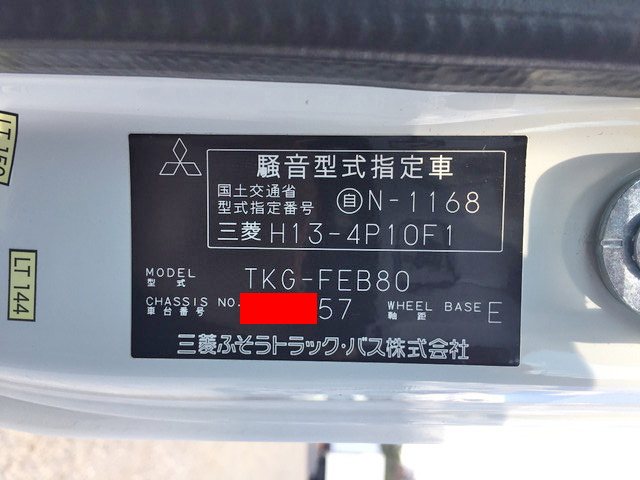 騒音型式指定車
国土交通省
型式指定番号
自N-1168
三菱 H13-4P10F1
MODEL
型式
TKG-FEB80
CHASSIS NO.
車台番号
57
WHEEL BASE
軸距
E
三菱ふそうトラック・バス株式会社
LT 150
LT 144